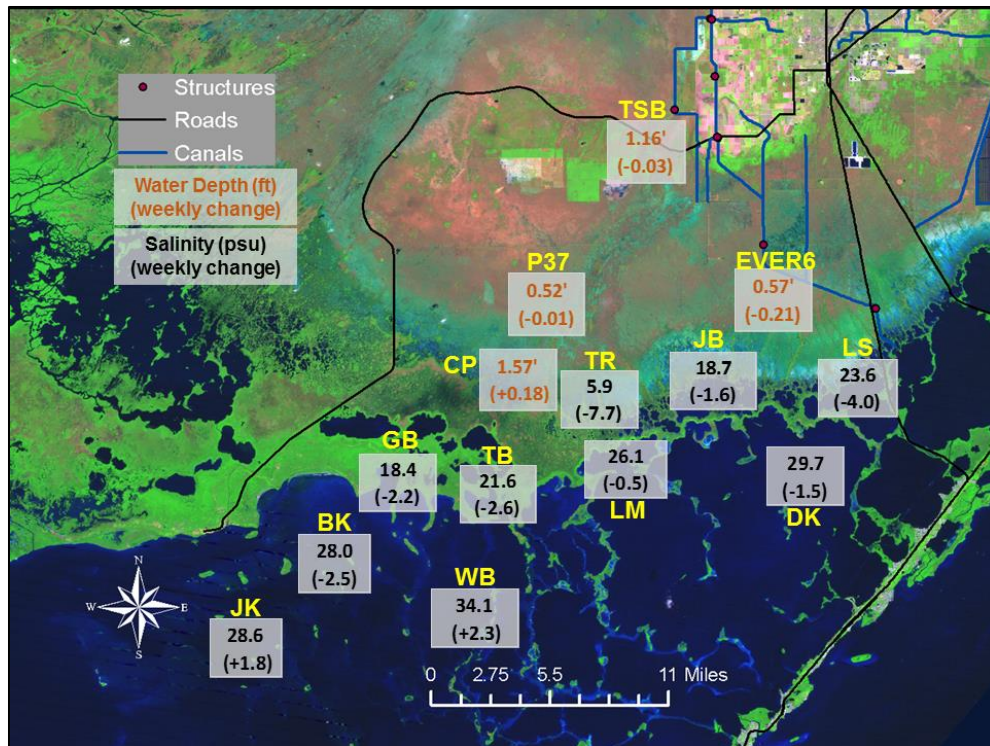 Structures
Roads
Canals
Water Depth (ft)
(weekly change)
Salinity (psu)
(weekly change)
TSB
1.16'
(-0.03)
P37
0.52'
(-0.01)
EVER6
0.57'
(-0.21)
CP
1.57'
(+0.18)
TR
5.9
(-7.7)
JB
18.7
(-1.6)
LS
23.6
(-4.0)
GB
18.4
(-2.2)
TB
21.6
(-2.6)
26.1
(-0.5)
LM
29.7
(-1.5)
DK
BK
28.0
(-2.5)
WB
34.1
(+2.3)
JK
28.6
(+1.8)
N
W E
S
0 2.75 5.5 11 Miles